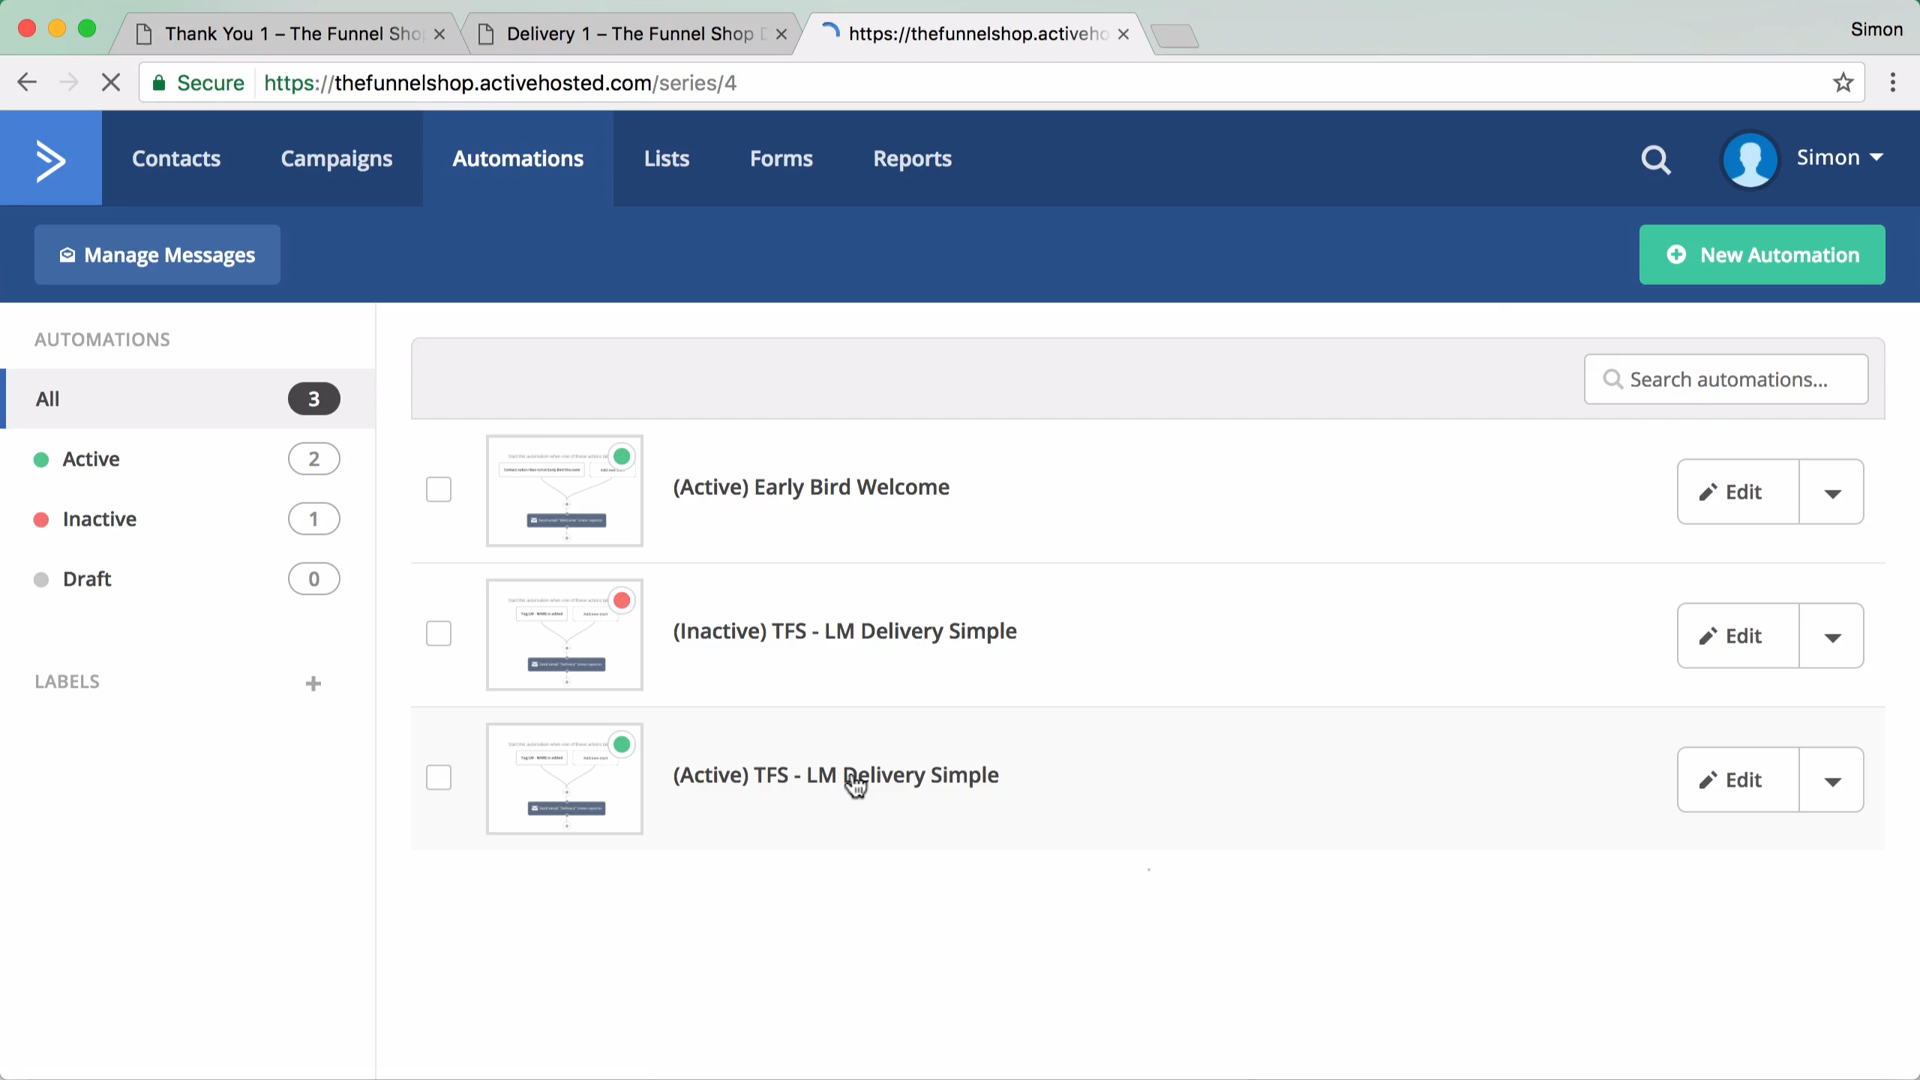 Thank You 1 – The Funnel Sho
Delivery 1 – The Funnel Shop D
https://thefunnelshop.activeho
Simon
Secure
https://thefunnelshop.activehosted.com/series/4
Contacts
Campaigns
Automations
Lists
Forms
Reports
Simon
Manage Messages
New Automation
AUTOMATIONS
All 3
Active 2
Inactive 1
Draft 0
LABELS +
Search automations...
(Active) Early Bird Welcome
Edit
(Inactive) TFS - LM Delivery Simple
Edit
(Active) TFS - LM Delivery Simple
Edit